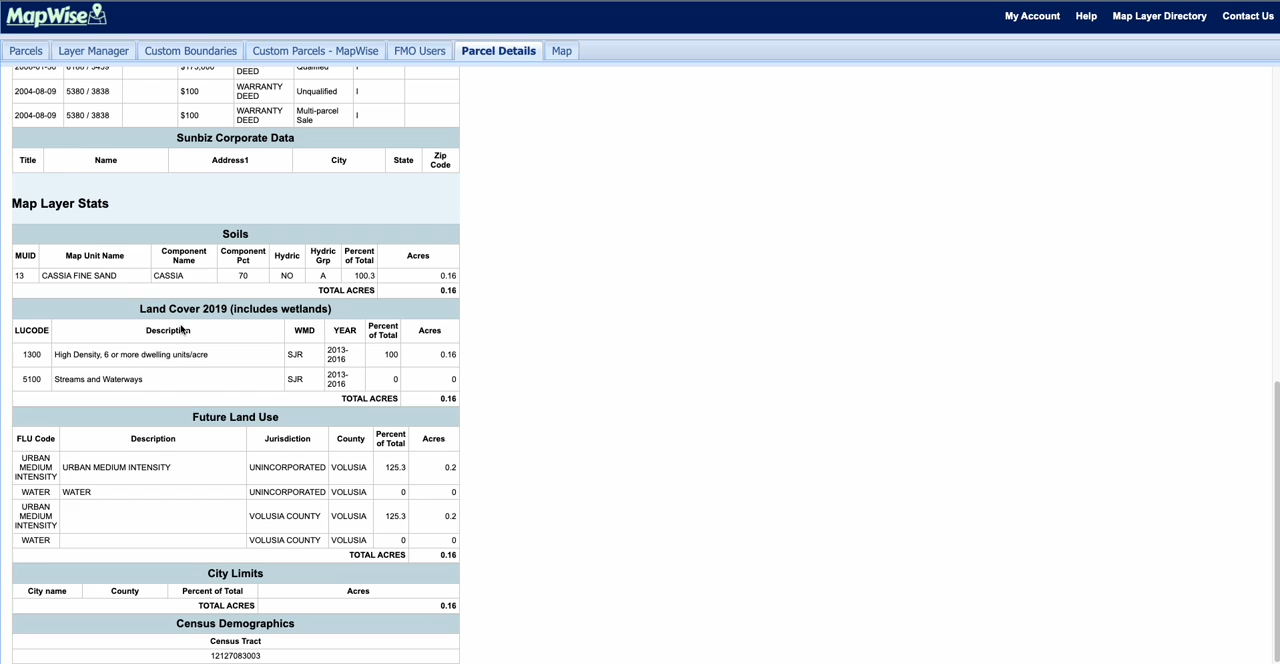 MapWise
My Account Help Map Layer Directory Contact Us
Parcels Layer Manager Custom Boundaries Custom Parcels - MapWise FMO Users Parcel Details Map
DEED
2004-08-09 5380 / 3838 $100 WARRANTY DEED Unqualified I
2004-08-09 5380 / 3838 $100 WARRANTY DEED Multi-parcel Sale I
Sunbiz Corporate Data
Title Name Address1 City State Zip Code
Map Layer Stats
Soils
MUID Map Unit Name Component Name Component Pct Hydric Hydric Grp Percent of Total Acres
13 CASSIA FINE SAND CASSIA 70 NO A 100.3 0.16
TOTAL ACRES 0.16
Land Cover 2019 (includes wetlands)
LUCODE Description WMD YEAR Percent of Total Acres
1300 High Density, 6 or more dwelling units/acre SJR 2013-2016 100 0.16
5100 Streams and Waterways SJR 2013-2016 0 0
TOTAL ACRES 0.16
Future Land Use
FLU Code Description Jurisdiction County Percent of Total Acres
URBAN MEDIUM INTENSITY URBAN MEDIUM INTENSITY UNINCORPORATED VOLUSIA 125.3 0.2
WATER WATER UNINCORPORATED VOLUSIA 0 0
URBAN MEDIUM INTENSITY VOLUSIA COUNTY VOLUSIA 125.3 0.2
WATER VOLUSIA COUNTY VOLUSIA 0 0
TOTAL ACRES 0.16
City Limits
City name County Percent of Total Acres
TOTAL ACRES 0.16
Census Demographics
Census Tract
12127083003